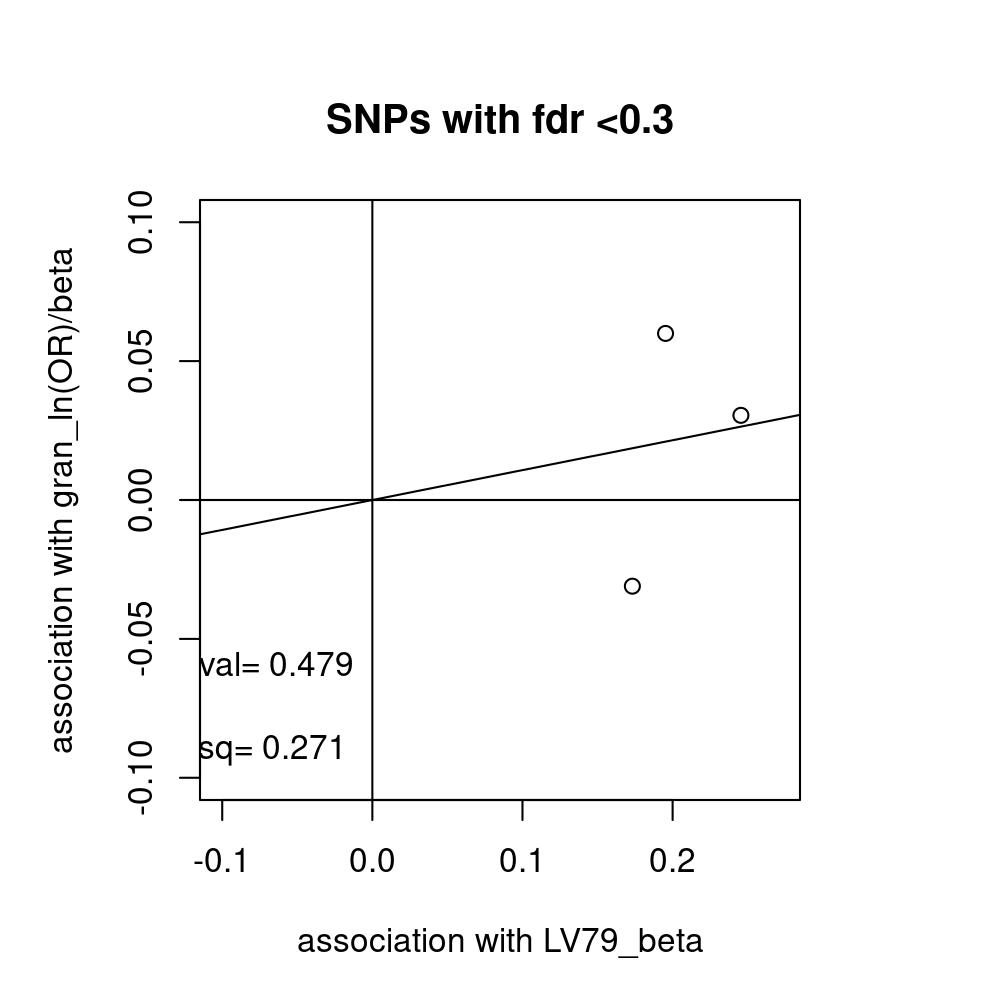 SNPs with fdr <0.3
association with gran_ln(OR)/beta
0.10
0.05
0.00
-0.05
-0.10
val= 0.479
sq= 0.271
-0.1 0.0 0.1 0.2
association with LV79_beta